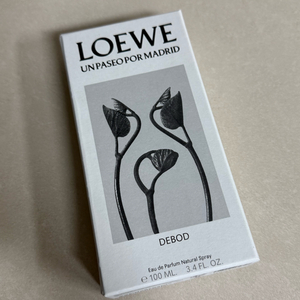 LOEWE
UN PASEO POR MADRID
DEBOD
Eau de Parfum Natural Spray
℮ 100 ML.   3.4 FL. OZ.